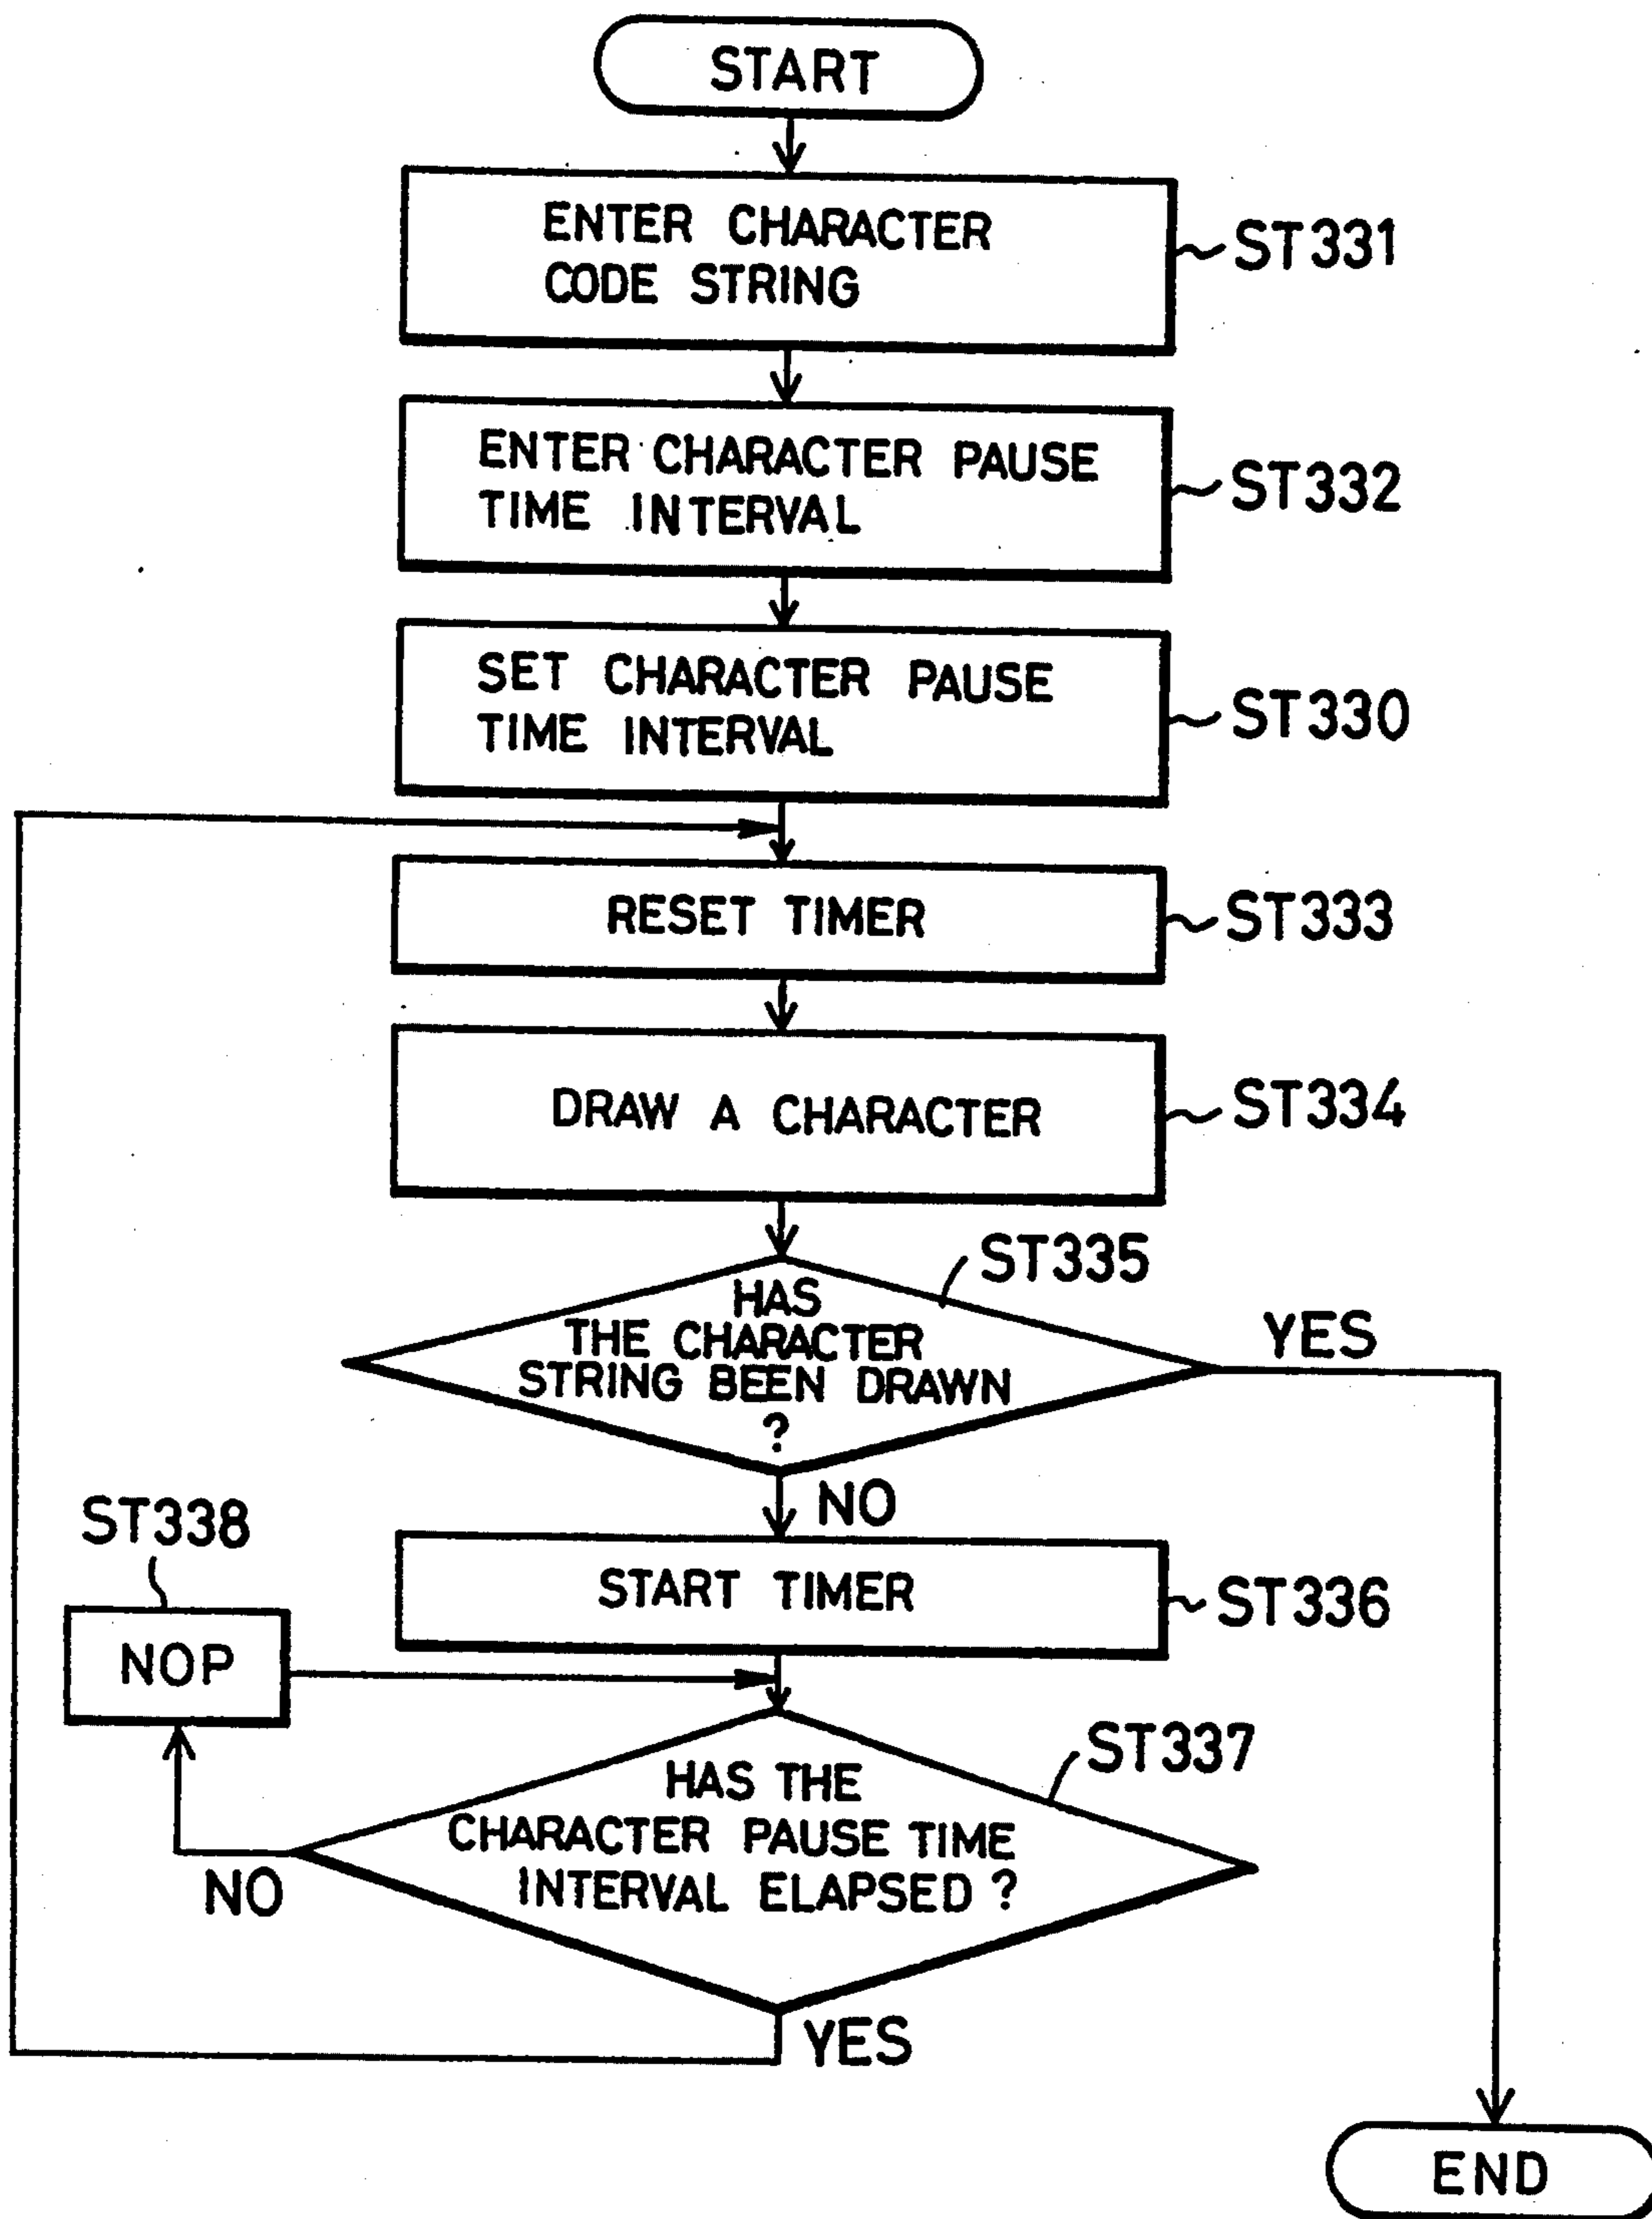 START
ENTER CHARACTER
CODE STRING
ST331
ENTER CHARACTER PAUSE
TIME INTERVAL
ST332
SET CHARACTER PAUSE
TIME INTERVAL
ST330
RESET TIMER
ST333
DRAW A CHARACTER
ST334
ST335
HAS
THE CHARACTER
STRING BEEN DRAWN
?
YES
NO
START TIMER
ST336
ST338
NOP
ST337
HAS THE
CHARACTER PAUSE TIME
INTERVAL ELAPSED ?
NO
YES
END